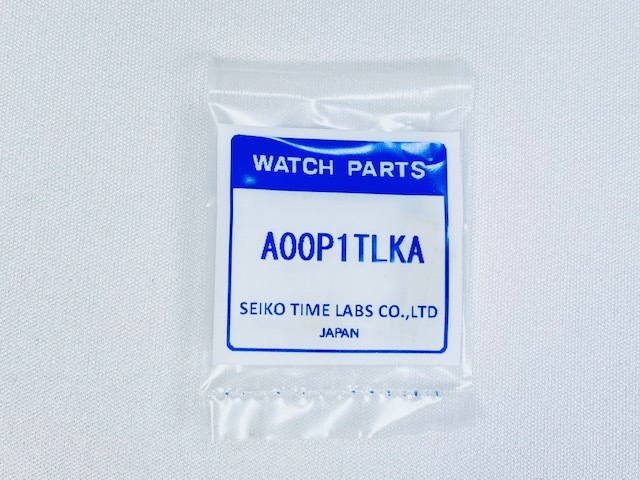 WATCH PARTS
A00P1TLKA
SEIKO TIME LABS CO.,LTD
JAPAN